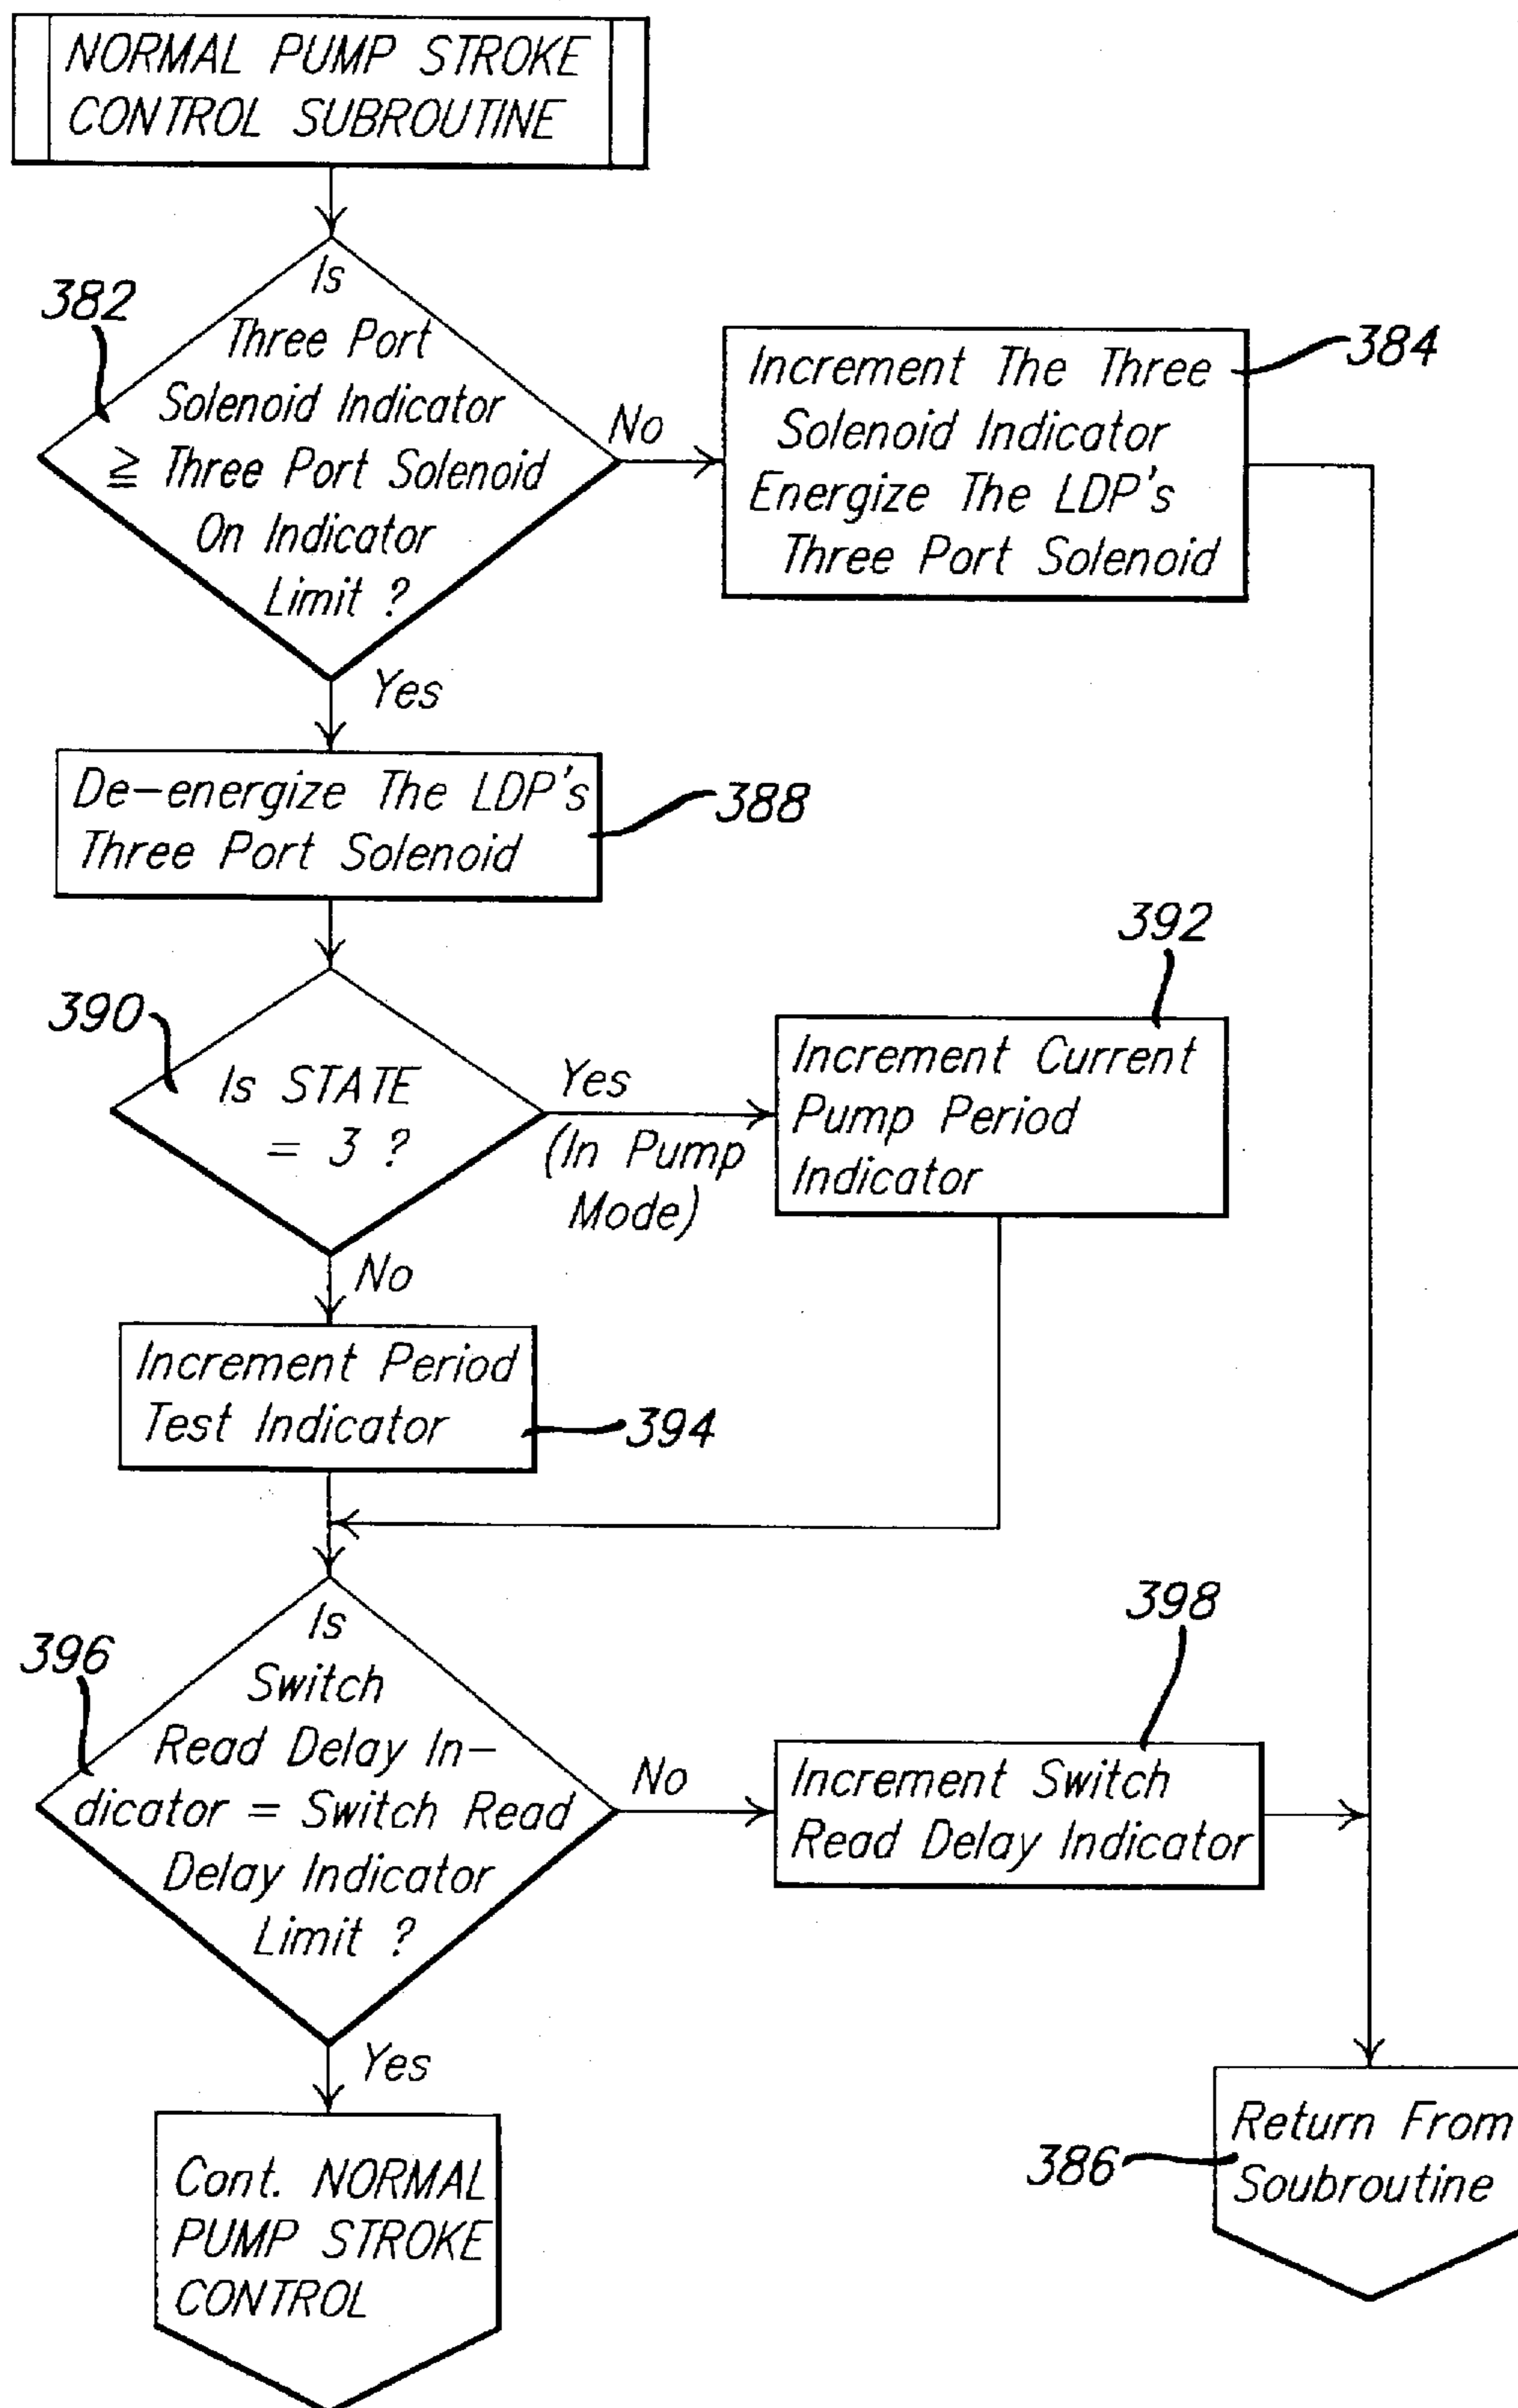 NORMAL PUMP STROKE
CONTROL SUBROUTINE
382
Is
Three Port
Solenoid Indicator
≧ Three Port Solenoid
On Indicator
Limit ?
No
Increment The Three
Solenoid Indicator
Energize The LDP's
Three Port Solenoid
384
Yes
De-energize The LDP's
Three Port Solenoid
388
390
Is STATE
= 3 ?
Yes
(In Pump
Mode)
392
Increment Current
Pump Period
Indicator
No
Increment Period
Test Indicator
394
396
Is
Switch
Read Delay In-
dicator = Switch Read
Delay Indicator
Limit ?
No
398
Increment Switch
Read Delay Indicator
Yes
Cont. NORMAL
PUMP STROKE
CONTROL
386
Return From
Soubroutine